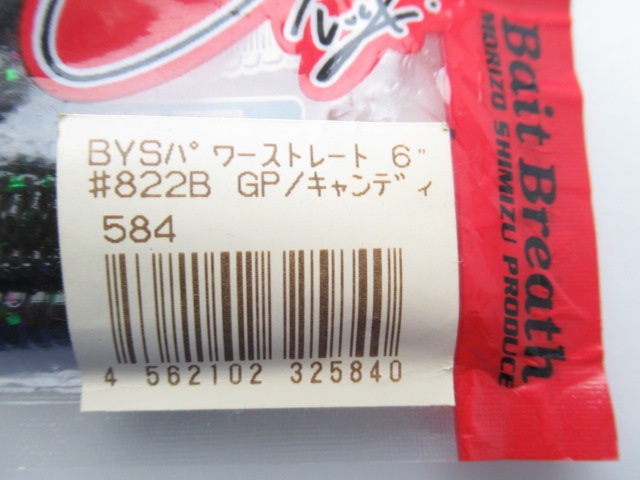 BYSﾊﾟﾜｰｽﾄﾚｰﾄ 6"
#822B GP/ｷｬﾝﾃﾞｨ
584
4 562102 325840
Bait Breath
MORIZO SHIMIZU PRODUCE